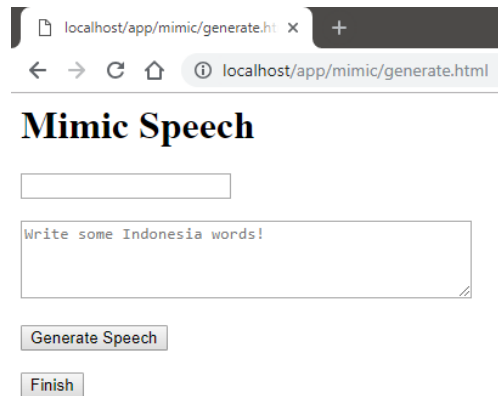 localhost/app/mimic/generate.ht
localhost/app/mimic/generate.html
Mimic Speech
Write some Indonesia words!
Generate Speech
Finish